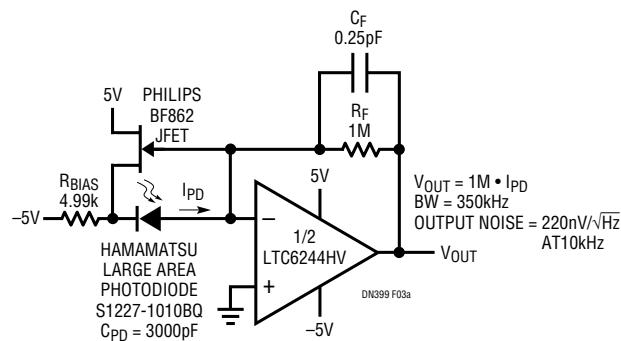 CF
0.25pF
5V
PHILIPS
BF862
JFET
RF
1M
RBIAS
4.99k
IPD
–5V
5V
VOUT = 1M • IPD
BW = 350kHz
OUTPUT NOISE = 220nV/√Hz
AT10kHz
–
1/2
LTC6244HV
+
VOUT
HAMAMATSU
LARGE AREA
PHOTODIODE
S1227-1010BQ
CPD = 3000pF
–5V
DN399 F03a